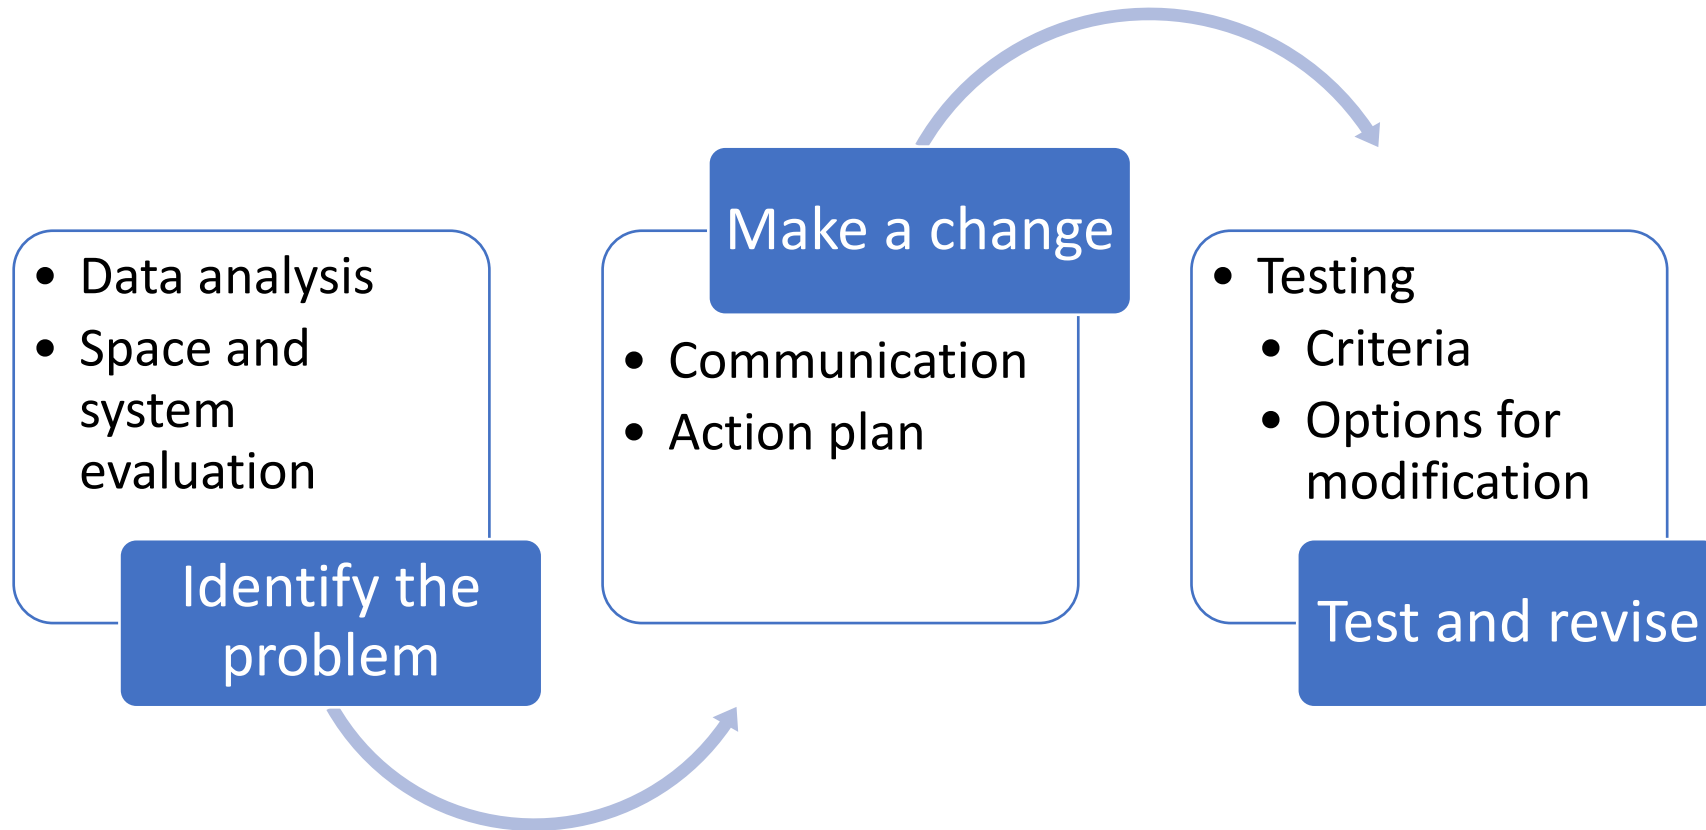 • Data analysis
• Space and
system
evaluation
Identify the
problem
Make a change
• Communication
• Action plan
• Testing
• Criteria
• Options for
modification
Test and revise